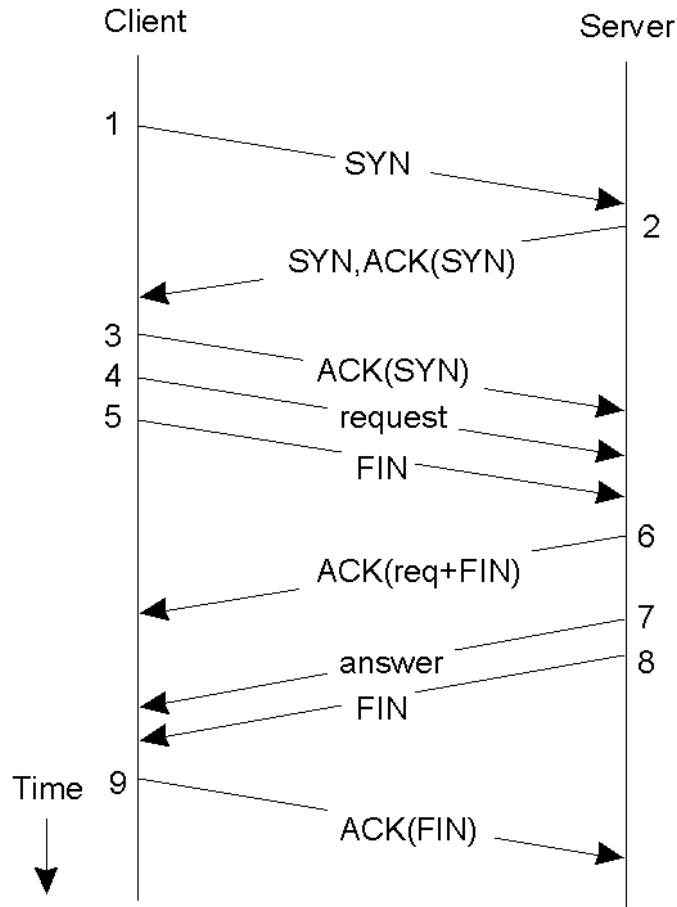 Client
Server
1
SYN
2
SYN,ACK(SYN)
3
ACK(SYN)
4
request
5
FIN
6
ACK(req+FIN)
7
answer
8
FIN
9
Time
ACK(FIN)